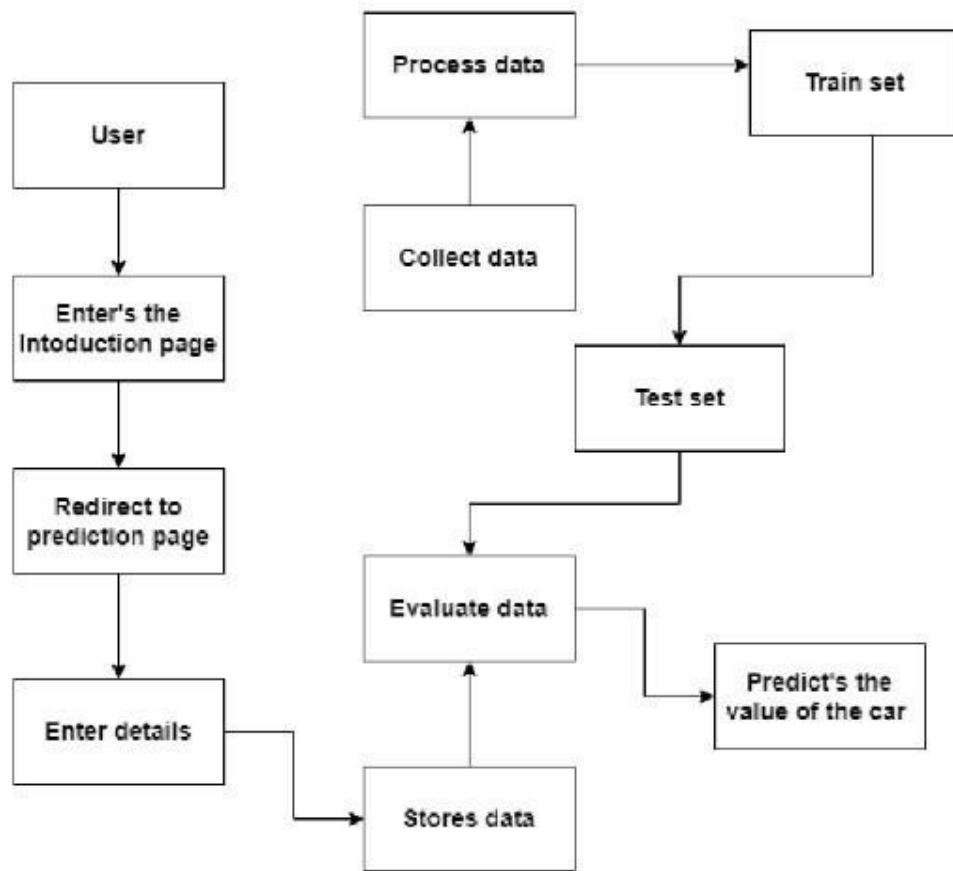 Process data
Train set
User
Collect data
Enter's the
Intoduction page
Test set
Redirect to
prediction page
Evaluate data
Predict's the
value of the car
Enter details
Stores data